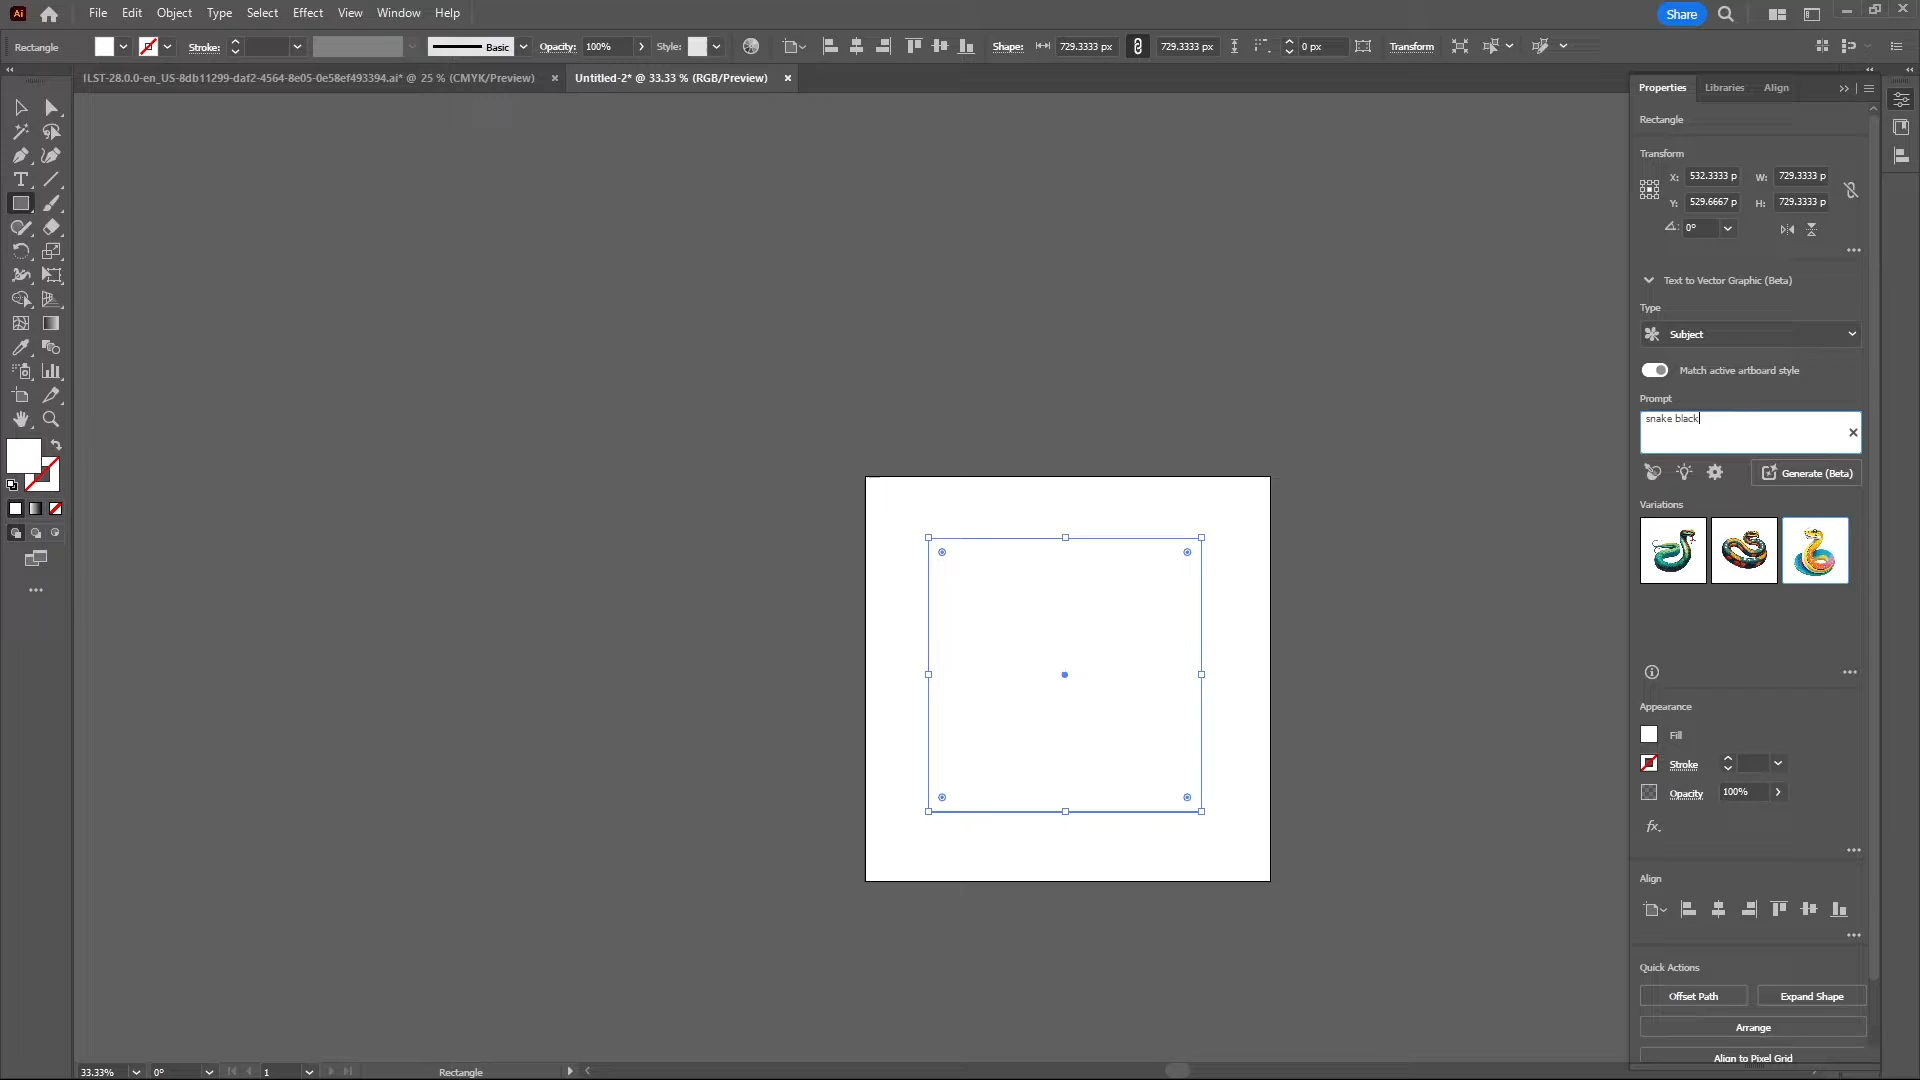 Ai File Edit Object Type Select Effect View Window Help Share
Rectangle Stroke: Basic Opacity: 100% Style: Shape: 729.3333 px 729.3333 px 0 px Transform
ILST-28.0.0-en_US-8db11299-daf2-4564-8e05-0e58ef493394.ai* @ 25 % (CMYK/Preview) Untitled-2* @ 33.33 % (RGB/Preview)
Properties Libraries Align
Rectangle
Transform
X: 532.3333 p W: 729.3333 p
Y: 529.6667 p H: 729.3333 p
0°
Text to Vector Graphic (Beta)
Type
Subject
Match active artboard style
Prompt
snake black
Generate (Beta)
Variations
Appearance
Fill
Stroke
Opacity 100%
fx.
Align
Quick Actions
Offset Path Expand Shape
Arrange
Align to Pixel Grid
33.33% 0° 1 Rectangle